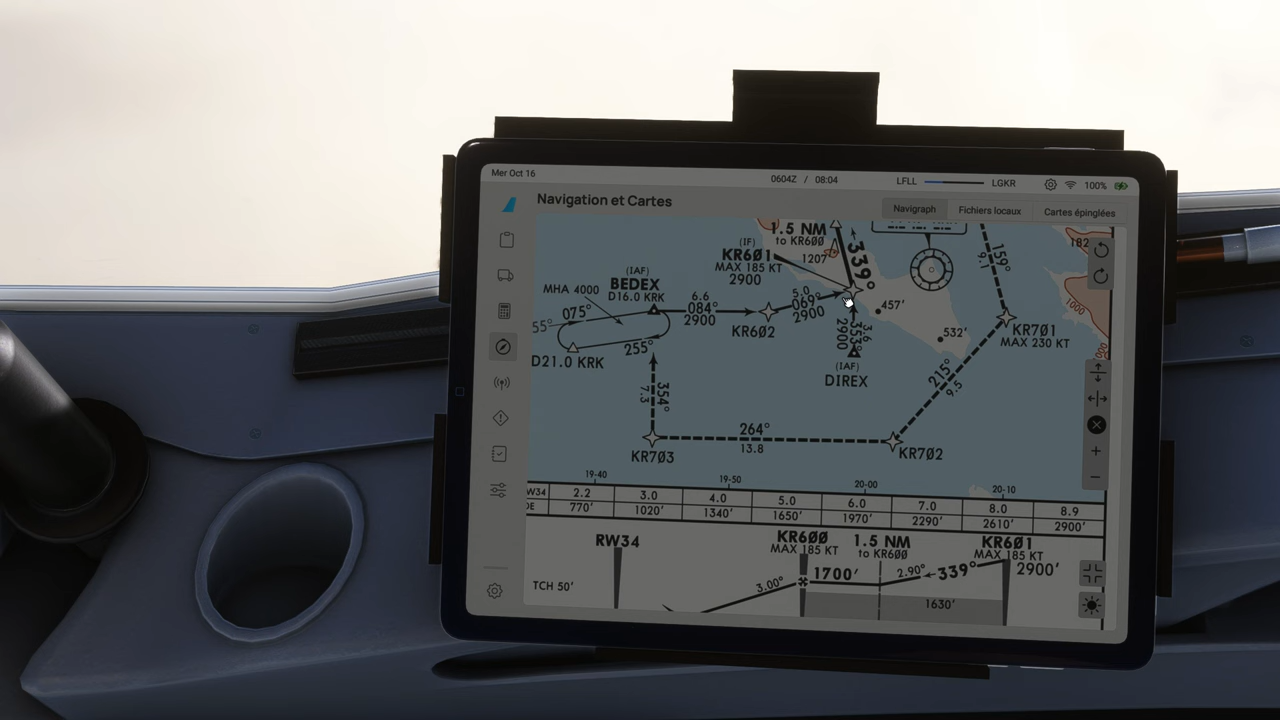 Mer Oct 16
0604Z / 08:04
LFLL
LGKR
100%
Navigation et Cartes
Navigraph
Fichiers locaux
Cartes épinglées
1.5 NM
to KR600
(IF)
KR601
MAX 185 KT
2900
1207'
339°
159°
182
1000
(IAF)
BEDEX
D16.0 KRK
MHA 4000
075°
55°
255°
D21.0 KRK
6.6
084°
2900
KR602
5.0
069°
2900
457'
532'
353°
3.6
2900
(IAF)
DIREX
KR701
MAX 230 KT
215°
9.5
354°
7.3
264°
13.8
KR703
KR702
19-40
19-50
20-00
20-10
RW34 2.2 3.0 4.0 5.0 6.0 7.0 8.0 8.9
DE 770' 1020' 1340' 1650' 1970' 2290' 2610' 2900'
RW34
KR600
MAX 185 KT
1.5 NM
to KR600
KR601
MAX 185 KT
TCH 50'
3.00°
1700'
2.90°
339°
2900'
1630'